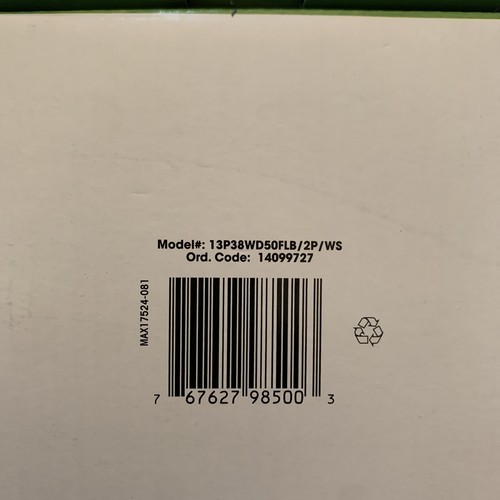 Model#: 13P38WD50FLB/2P/WS
Ord. Code: 14099727
MAX17524-081
7 67627 98500 3